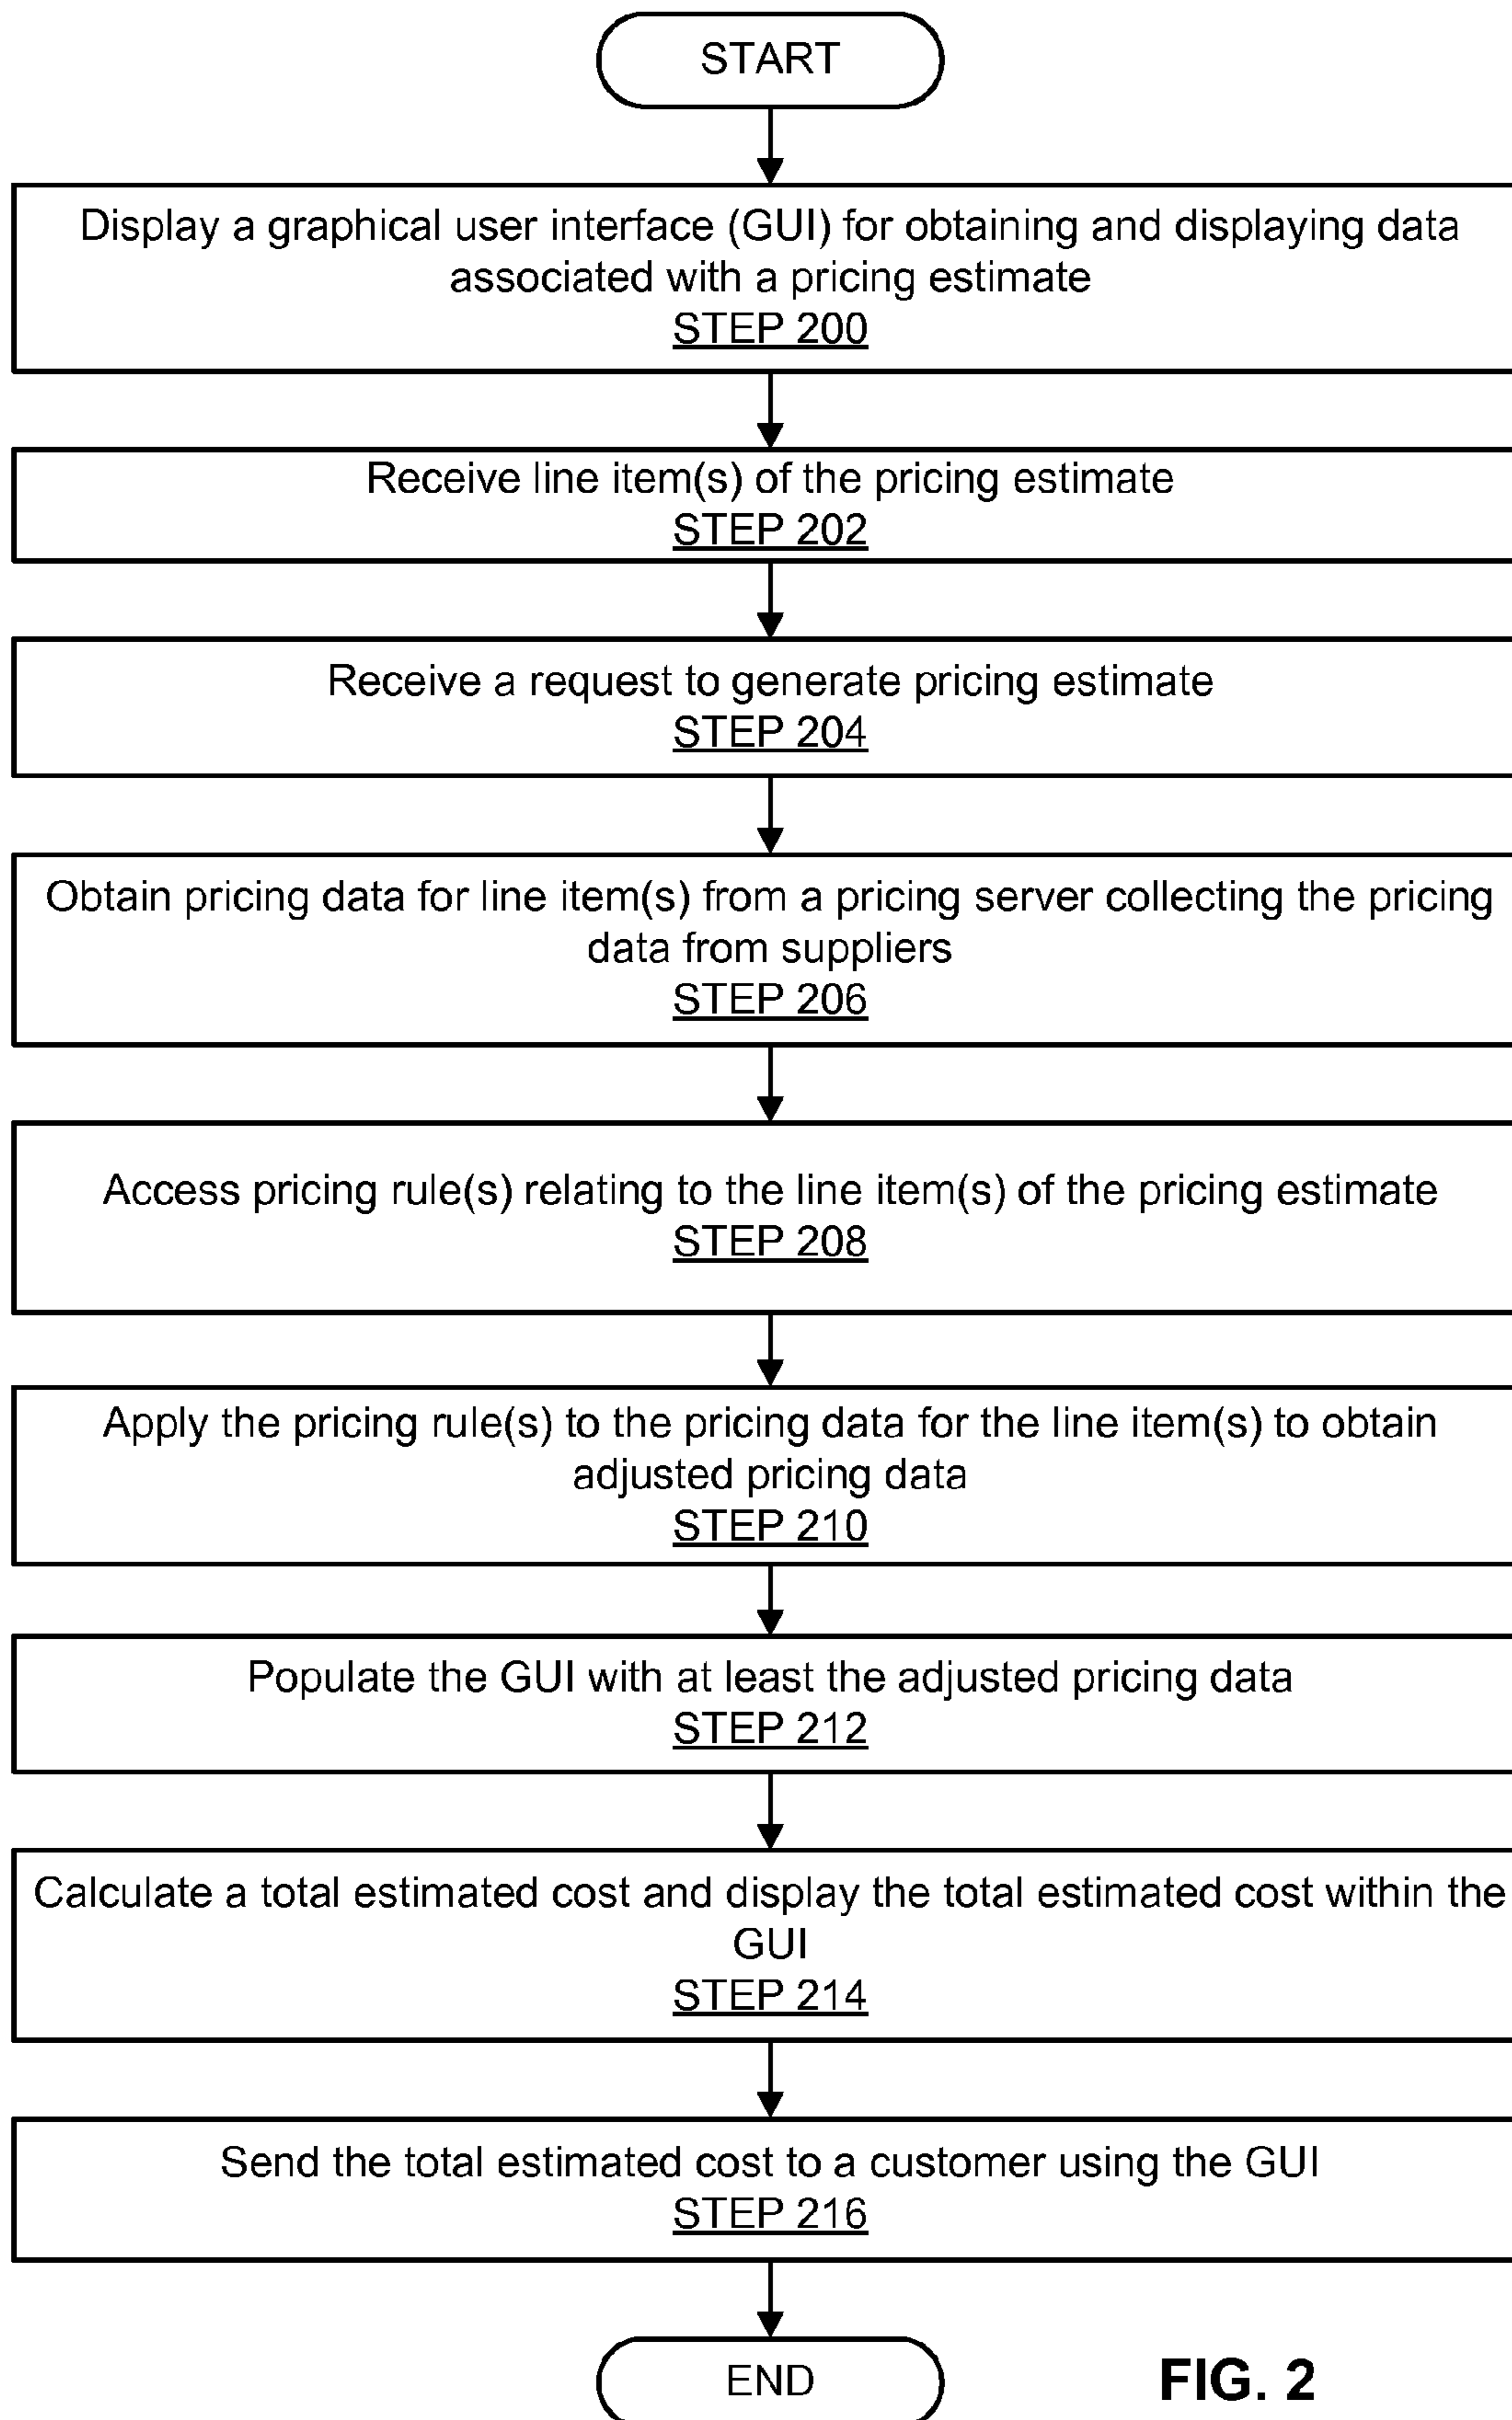 START
Display a graphical user interface (GUI) for obtaining and displaying data
associated with a pricing estimate
STEP 200
Receive line item(s) of the pricing estimate
STEP 202
Receive a request to generate pricing estimate
STEP 204
Obtain pricing data for line item(s) from a pricing server collecting the pricing
data from suppliers
STEP 206
Access pricing rule(s) relating to the line item(s) of the pricing estimate
STEP 208
Apply the pricing rule(s) to the pricing data for the line item(s) to obtain
adjusted pricing data
STEP 210
Populate the GUI with at least the adjusted pricing data
STEP 212
Calculate a total estimated cost and display the total estimated cost within the
GUI
STEP 214
Send the total estimated cost to a customer using the GUI
STEP 216
END
FIG. 2